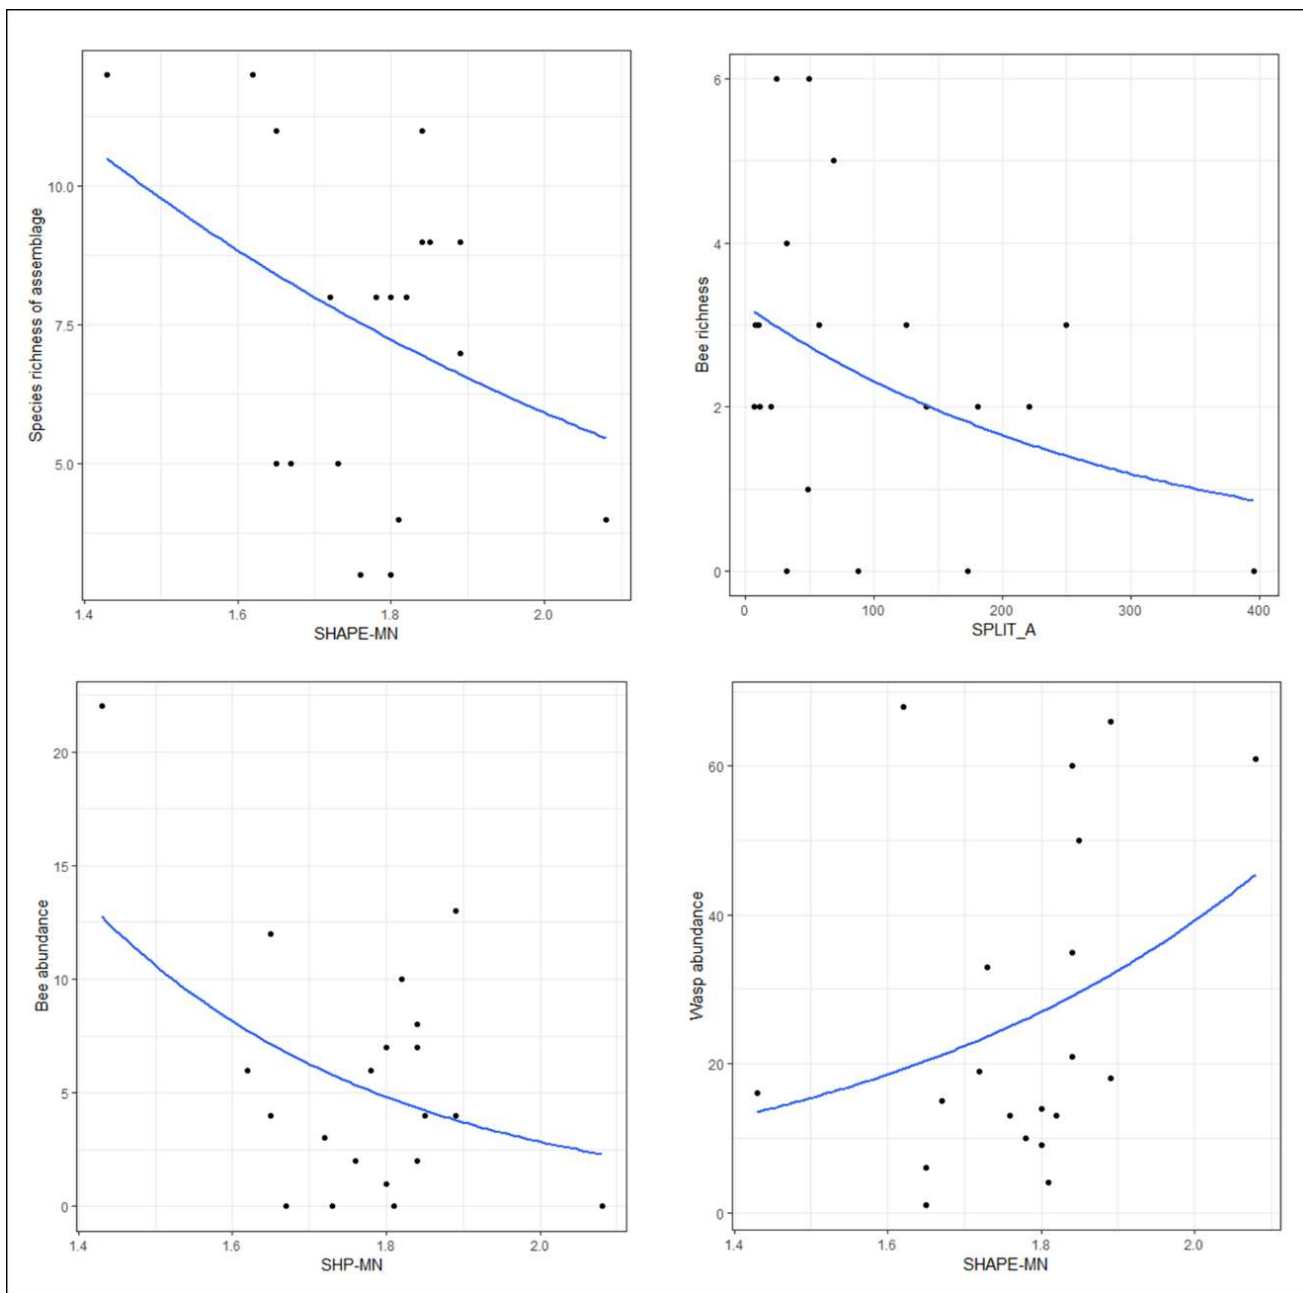 Species richness of assemblage
10.0
7.5
5.0
1.4 1.6 1.8 2.0
SHAPE-MN
Bee richness
6
4
2
0
0 100 200 300 400
SPLIT_A
Bee abundance
20
15
10
5
0
1.4 1.6 1.8 2.0
SHP-MN
Wasp abundance
60
40
20
0
1.4 1.6 1.8 2.0
SHAPE-MN